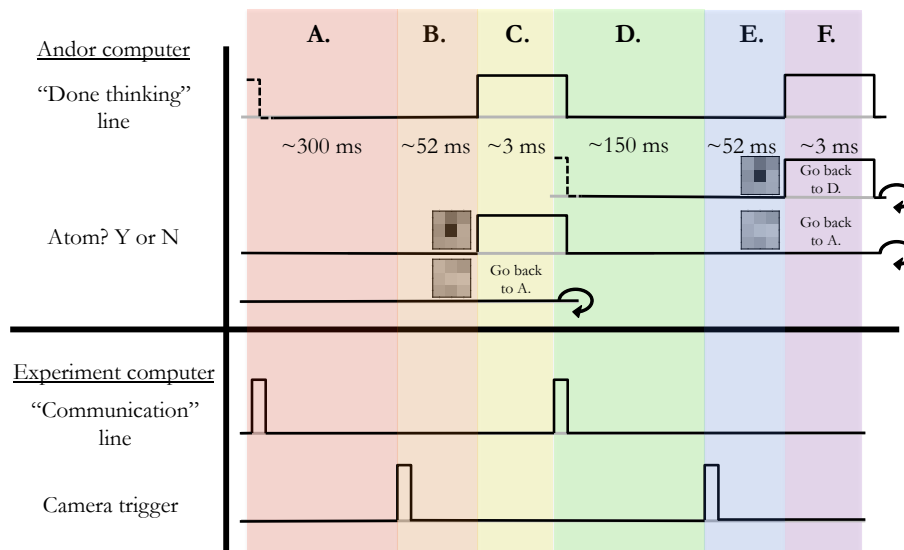 A. B. C. D. E. F.
Andor computer
“Done thinking”
line
~300 ms ~52 ms ~3 ms ~150 ms ~52 ms ~3 ms
Go back
to D.
Atom? Y or N
Go back
to A.
Go back
to A.
Experiment computer
“Communication”
line
Camera trigger